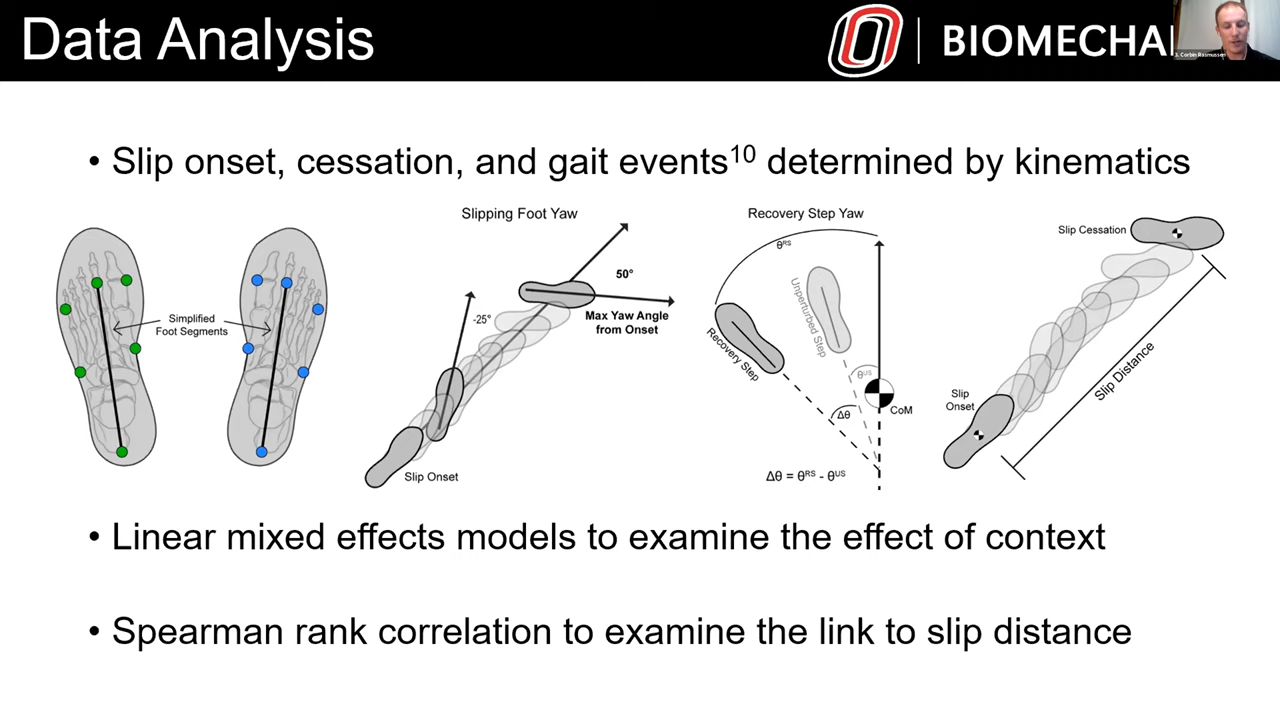 Data Analysis
BIOMECHA
S. Corbin Rasmussen
• Slip onset, cessation, and gait events¹⁰ determined by kinematics
Simplified
Foot Segments
Slipping Foot Yaw
50°
-25°
Max Yaw Angle
from Onset
Slip Onset
Recovery Step Yaw
θᴿˢ
Unperturbed Step
Recovery Step
θᵁˢ
Δθ
CoM
Δθ = θᴿˢ - θᵁˢ
Slip Cessation
Slip Distance
Slip
Onset
• Linear mixed effects models to examine the effect of context
• Spearman rank correlation to examine the link to slip distance